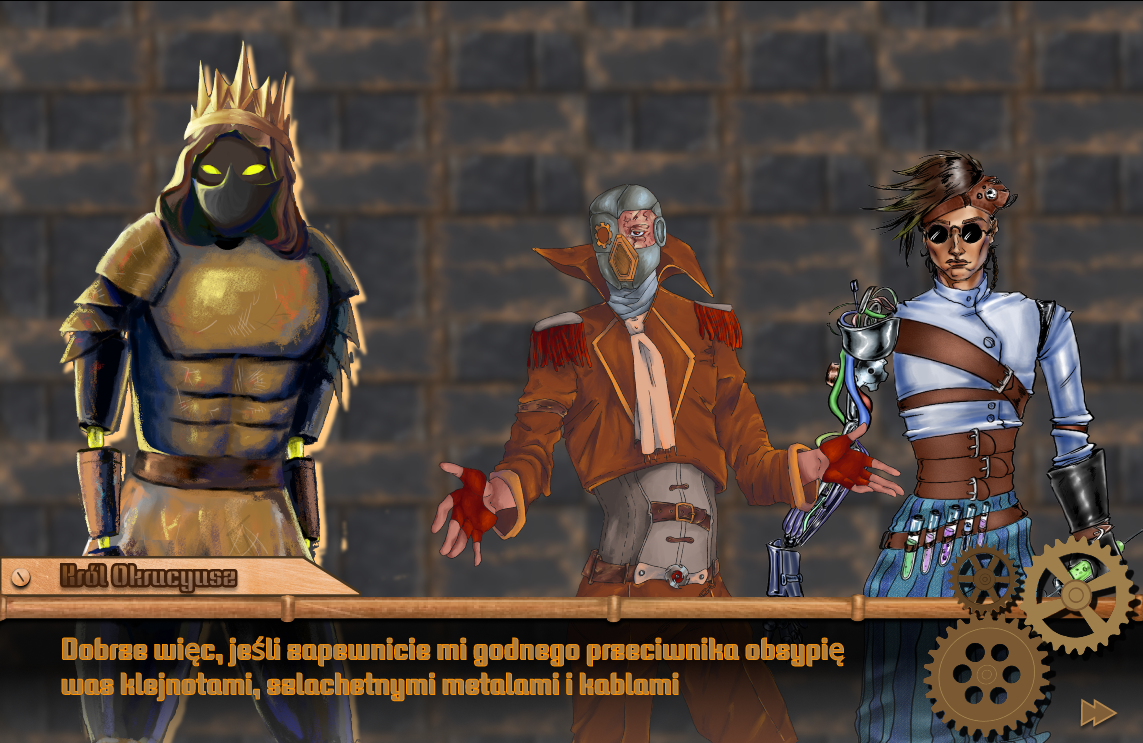 Król Okrucyusz
Dobrze więc, jeśli zapewnicie mi godnego przeciwnika obsypię
was klejnotami, szlachetnymi metalami i kablami